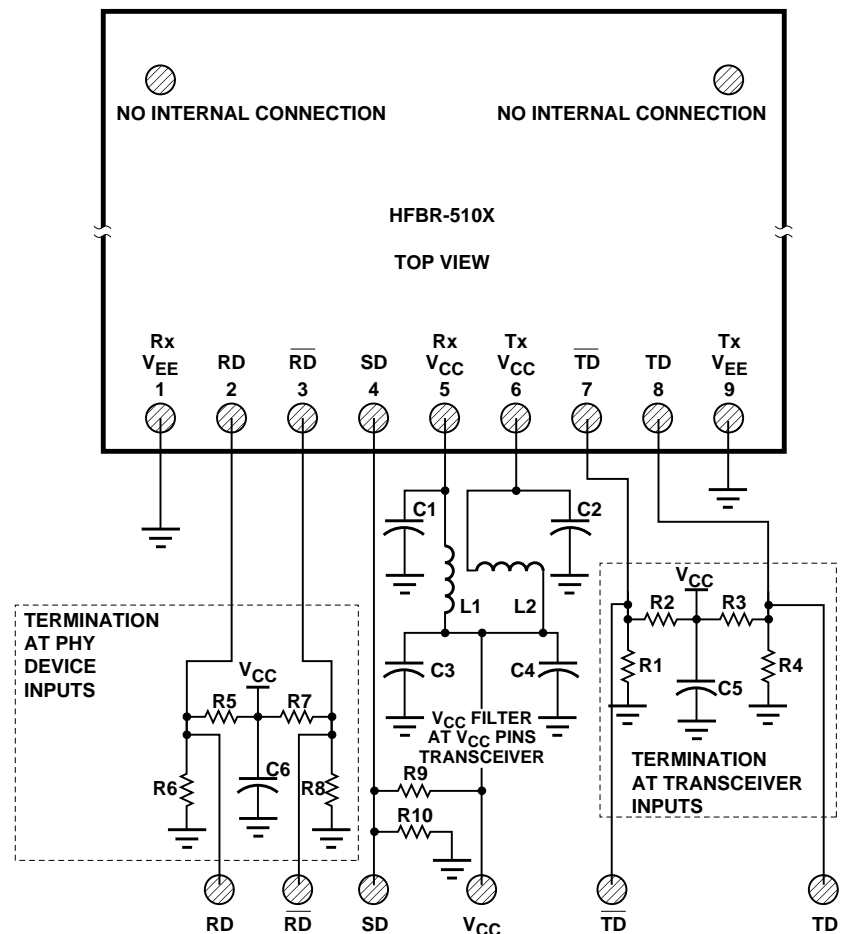 NO INTERNAL CONNECTION
NO INTERNAL CONNECTION
HFBR-510X
TOP VIEW
Rx
VEE
1
RD
2
RD
3
SD
4
Rx
VCC
5
Tx
VCC
6
TD
7
TD
8
Tx
VEE
9
C1
C2
L1
L2
C3
C4
VCC FILTER
AT VCC PINS
TRANSCEIVER
R9
R10
TERMINATION
AT PHY
DEVICE
INPUTS
VCC
R5
R7
C6
R6
R8
VCC
R2
R3
R1
C5
R4
TERMINATION
AT TRANSCEIVER
INPUTS
RD
RD
SD
VCC
TD
TD